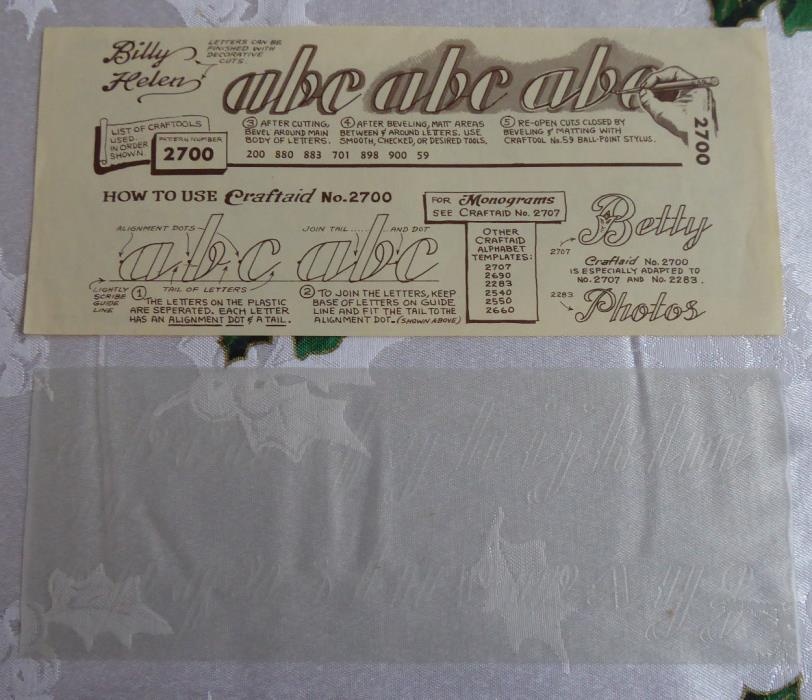 Billy
Helen
LETTERS CAN BE
FINISHED WITH
DECORATIVE
CUTS.
abc abc abc
2700
LIST OF CRAFTOOLS
USED
IN ORDER
SHOWN
PATTERN NUMBER
2700
3 AFTER CUTTING,
BEVEL AROUND MAIN
BODY OF LETTERS.
4 AFTER BEVELING, MATT AREAS
BETWEEN & AROUND LETTERS. USE
SMOOTH, CHECKED, OR DESIRED TOOLS.
5 RE-OPEN CUTS CLOSED BY
BEVELING & MATTING WITH
CRAFTOOL No.59 BALL-POINT STYLUS.
200 880 883 701 898 900 59
HOW TO USE Craftaid No.2700
ALIGNMENT DOTS
abc
TAIL OF LETTERS
LIGHTLY
SCRIBE
GUIDE
LINE
1 THE LETTERS ON THE PLASTIC
ARE SEPERATED. EACH LETTER
HAS AN ALIGNMENT DOT & A TAIL.
JOIN TAIL......AND DOT
abc
2 TO JOIN THE LETTERS, KEEP
BASE OF LETTERS ON GUIDE
LINE AND FIT THE TAIL TO THE
ALIGNMENT DOT. (SHOWN ABOVE)
FOR Monograms
SEE CRAFTAID No. 2707
OTHER
CRAFTAID
ALPHABET
TEMPLATES:
2707
2690
2283
2540
2550
2660
Betty
2707
Craftaid No. 2700
IS ESPECIALLY ADAPTED TO
No. 2707 AND No. 2283.
2283
Photos